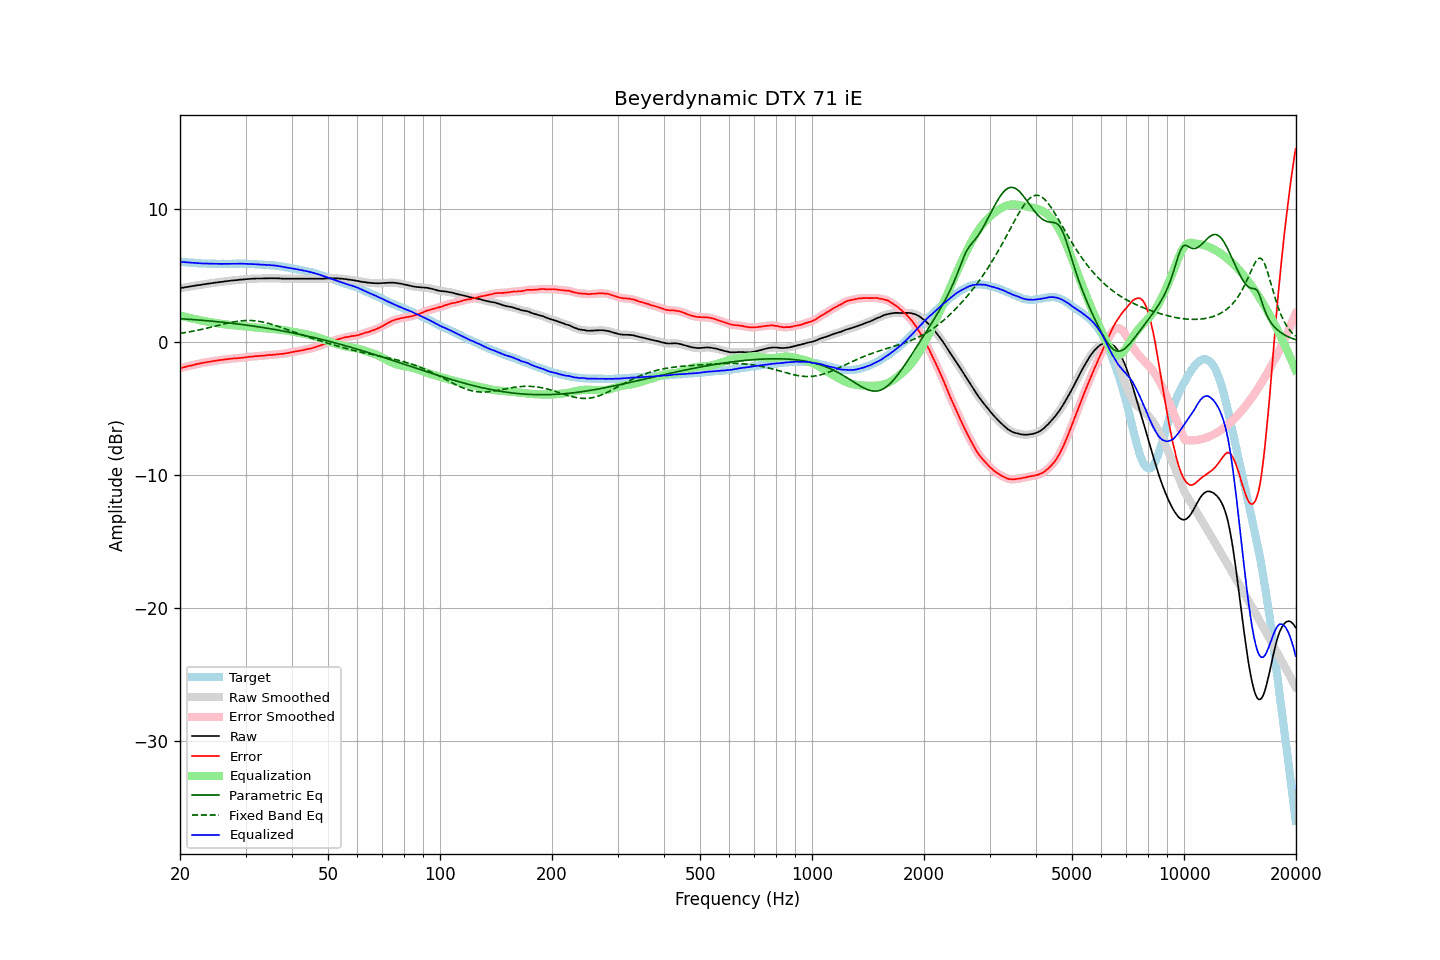 Beyerdynamic DTX 71 iE
Amplitude (dBr)
10
0
−10
−20
−30
Target
Raw Smoothed
Error Smoothed
Raw
Error
Equalization
Parametric Eq
Fixed Band Eq
Equalized
20 50 100 200 500 1000 2000 5000 10000 20000
Frequency (Hz)